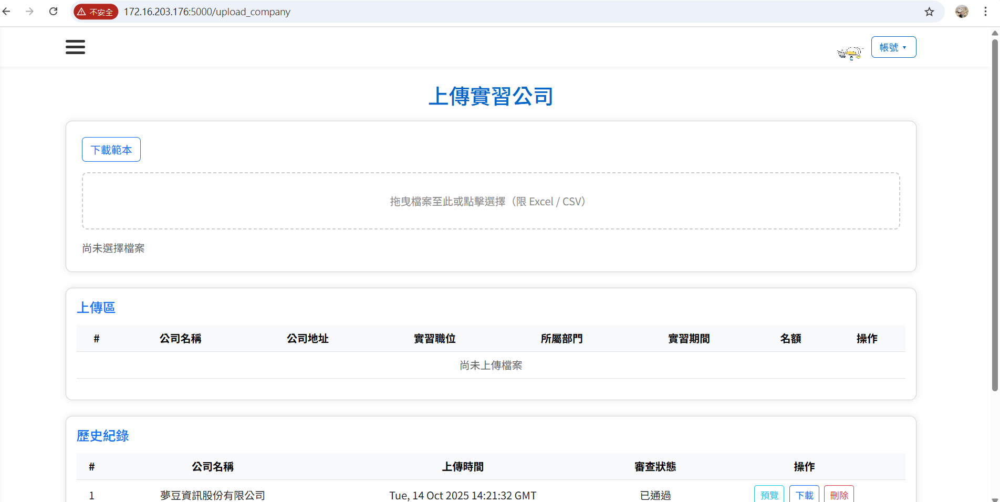 不安全 172.16.203.176:5000/upload_company
帳號 ▼
上傳實習公司
下載範本
拖曳檔案至此或點擊選擇（限 Excel / CSV）
尚未選擇檔案
上傳區
# 公司名稱 公司地址 實習職位 所屬部門 實習期間 名額 操作
尚未上傳檔案
歷史紀錄
# 公司名稱 上傳時間 審查狀態 操作
1 夢豆資訊股份有限公司 Tue, 14 Oct 2025 14:21:32 GMT 已通過 預覽 下載 刪除